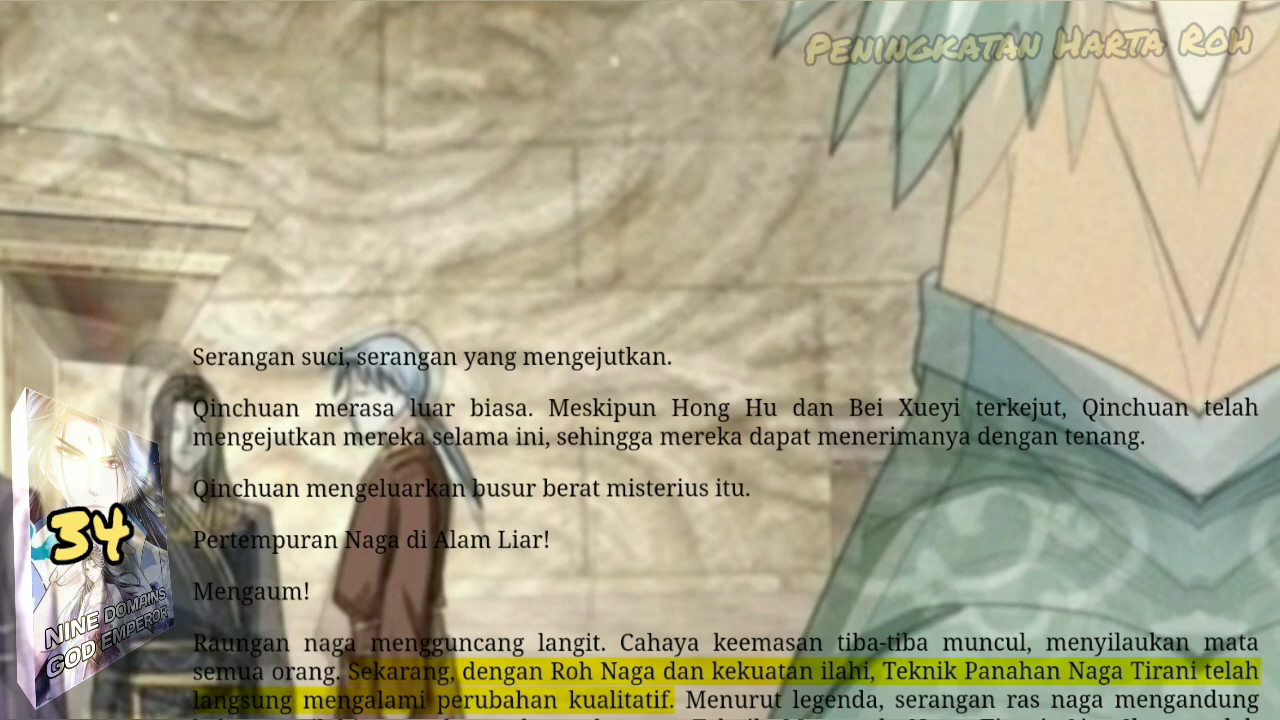 Peningkatan Harta Roh
Serangan suci, serangan yang mengejutkan.
Qinchuan merasa luar biasa. Meskipun Hong Hu dan Bei Xueyi terkejut, Qinchuan telah
mengejutkan mereka selama ini, sehingga mereka dapat menerimanya dengan tenang.
Qinchuan mengeluarkan busur berat misterius itu.
Pertempuran Naga di Alam Liar!
Mengaum!
Raungan naga mengguncang langit. Cahaya keemasan tiba-tiba muncul, menyilaukan mata
semua orang. Sekarang, dengan Roh Naga dan kekuatan ilahi, Teknik Panahan Naga Tirani telah
langsung mengalami perubahan kualitatif. Menurut legenda, serangan ras naga mengandung
34
NINE DOMAINS
GOD EMPEROR